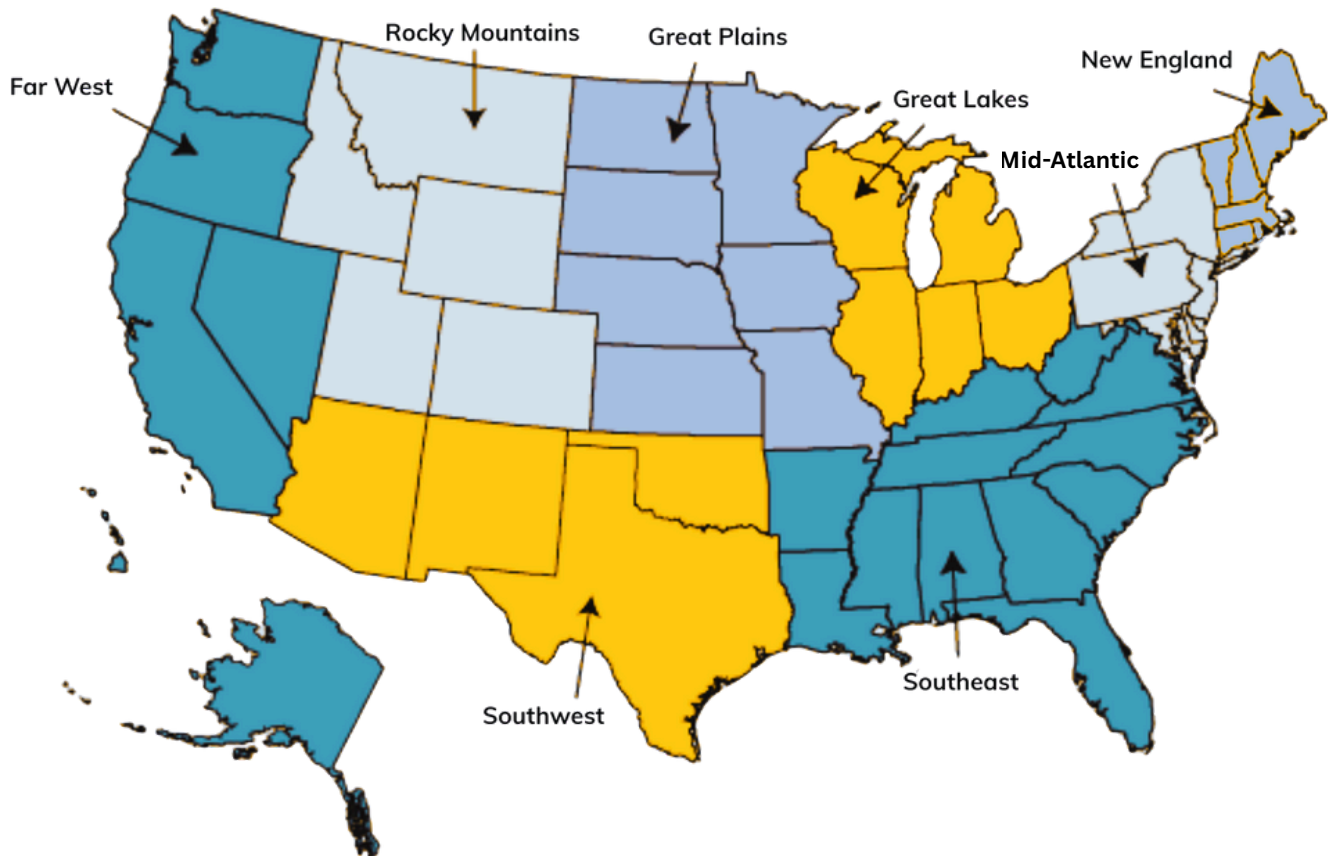 Rocky Mountains
Great Plains
New England
Far West
Great Lakes
Mid-Atlantic
Southeast
Southwest